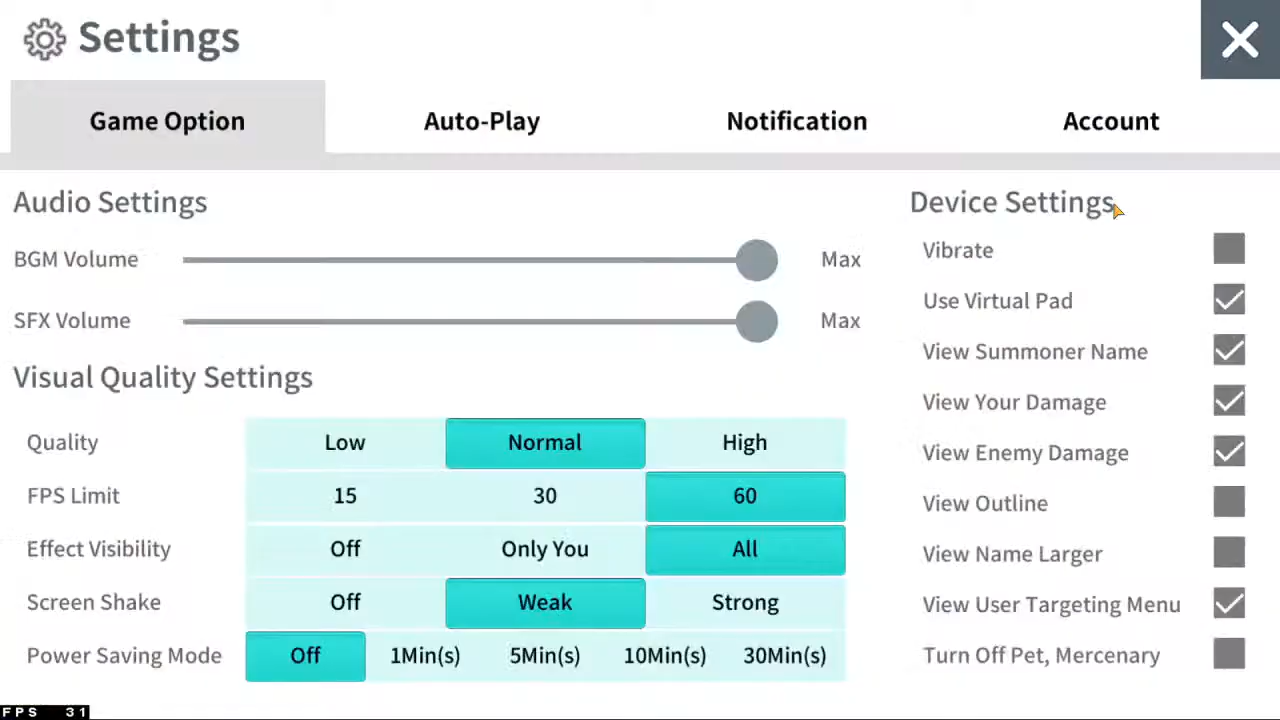 Settings
Game Option Auto-Play Notification Account
Audio Settings
BGM Volume Max
SFX Volume Max
Visual Quality Settings
Quality Low Normal High
FPS Limit 15 30 60
Effect Visibility Off Only You All
Screen Shake Off Weak Strong
Power Saving Mode Off 1Min(s) 5Min(s) 10Min(s) 30Min(s)
Device Settings
Vibrate
Use Virtual Pad
View Summoner Name
View Your Damage
View Enemy Damage
View Outline
View Name Larger
View User Targeting Menu
Turn Off Pet, Mercenary
FPS 31